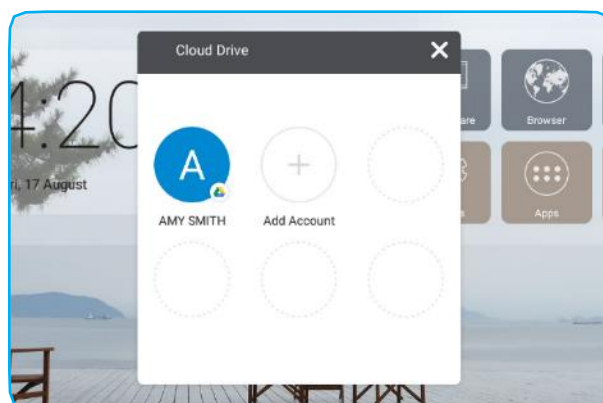 Cloud Drive
4:20
ri, 17 August
are
Browser
A
AMY SMITH
Add Account
s
Apps